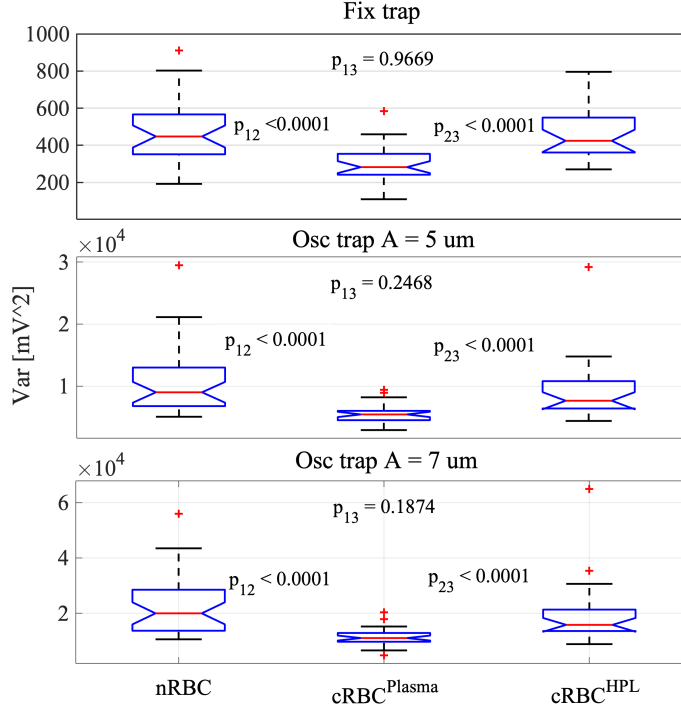 Fix trap
1000
800
600
400
200
p12 <0.0001
p13 = 0.9669
p23 < 0.0001
×10^4
Osc trap A = 5 um
3
2
1
p12 < 0.0001
p13 = 0.2468
p23 < 0.0001
Var [mV^2]
×10^4
Osc trap A = 7 um
6
4
2
p12 < 0.0001
p13 = 0.1874
p23 < 0.0001
nRBC
cRBC^Plasma
cRBC^HPL